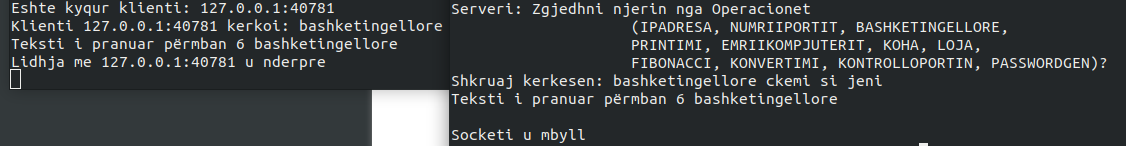 Eshte kyqur klienti: 127.0.0.1:40781
Klienti 127.0.0.1:40781 kerkoi: bashketingellore
Teksti i pranuar përmban 6 bashketingellore
Lidhja me 127.0.0.1:40781 u nderpre
Serveri: Zgjedhni njerin nga Operacionet
(IPADRESA, NUMRIIPORTIT, BASHKETINGELLORE,
PRINTIMI, EMRIIKOMPJUTERIT, KOHA, LOJA,
FIBONACCI, KONVERTIMI, KONTROLLOPORTIN, PASSWORDGEN)?
Shkruaj kerkesen: bashketingellore ckemi si jeni
Teksti i pranuar përmban 6 bashketingellore
Socketi u mbyll